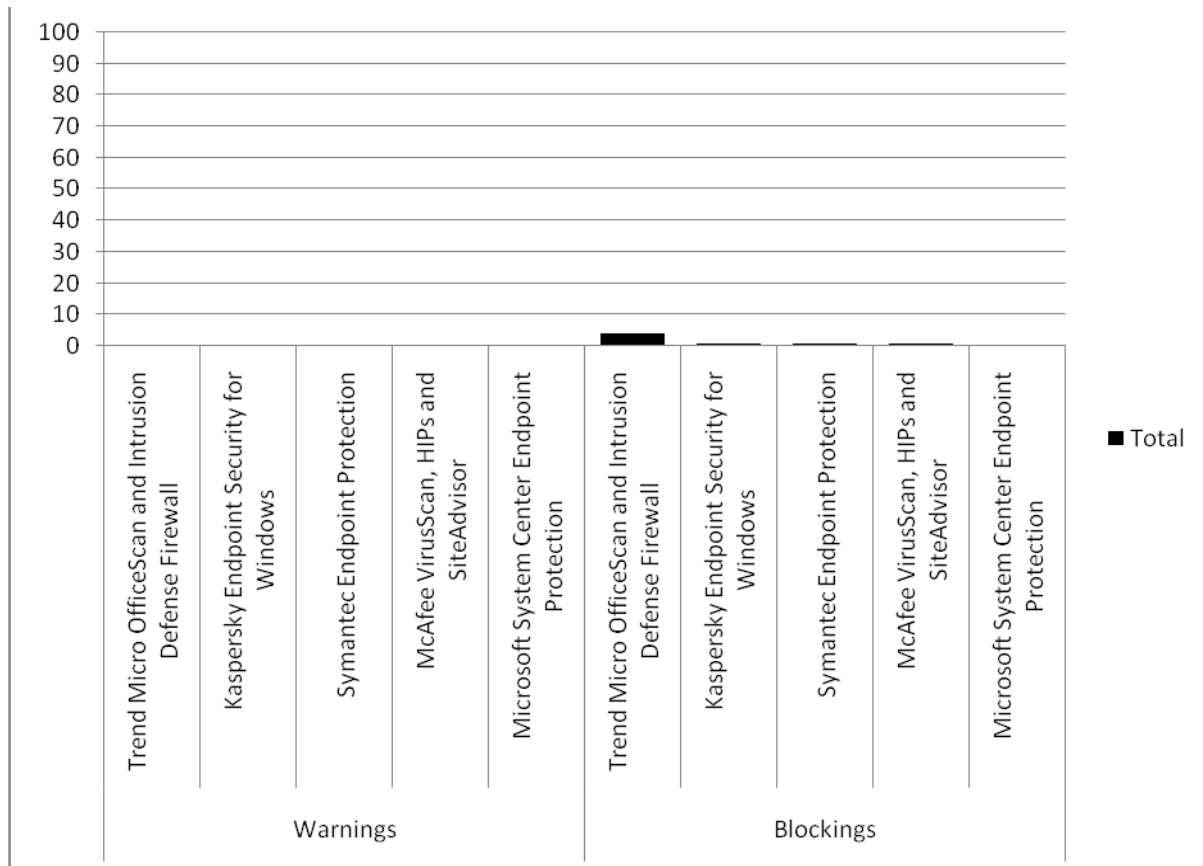 100
90
80
70
60
50
40
30
20
10
0
Trend Micro OfficeScan and Intrusion
Defense Firewall
Kaspersky Endpoint Security for
Windows
Symantec Endpoint Protection
McAfee VirusScan, HIPs and
SiteAdvisor
Microsoft System Center Endpoint
Protection
Trend Micro OfficeScan and Intrusion
Defense Firewall
Kaspersky Endpoint Security for
Windows
Symantec Endpoint Protection
McAfee VirusScan, HIPs and
SiteAdvisor
Microsoft System Center Endpoint
Protection
Warnings
Blockings
Total